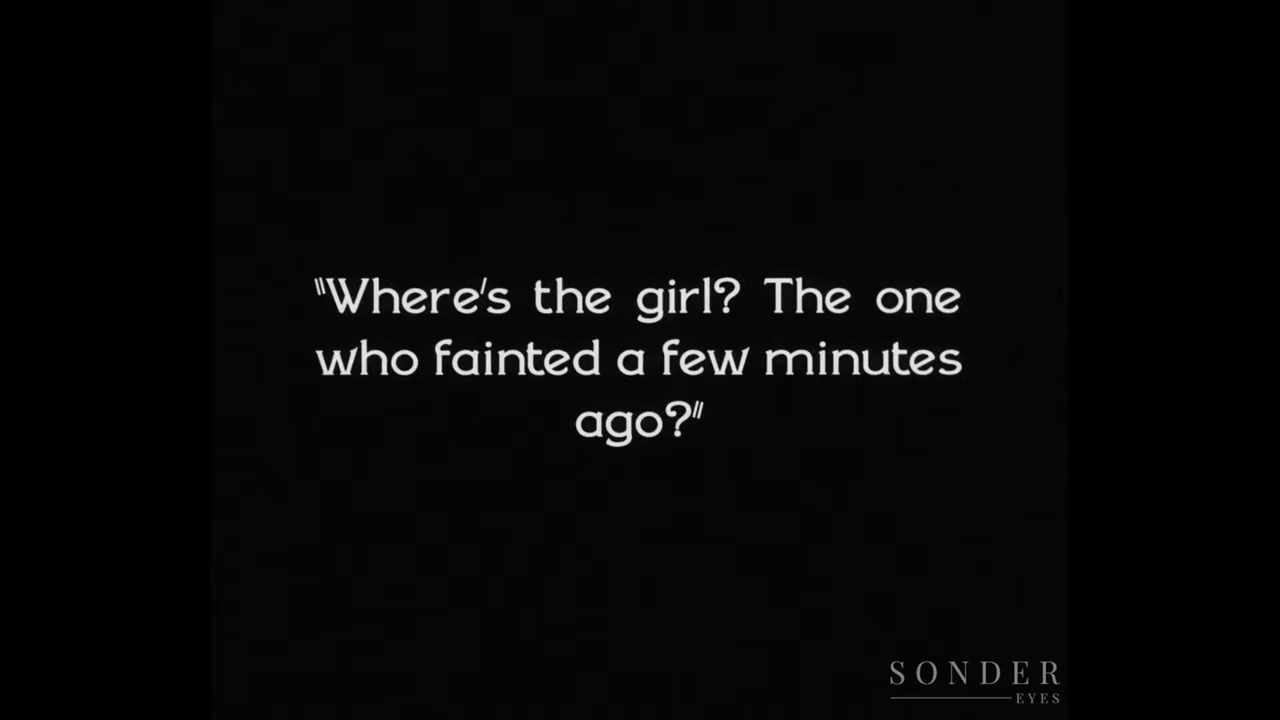 "Where's the girl? The one
who fainted a few minutes
ago?"
SONDER
EYES